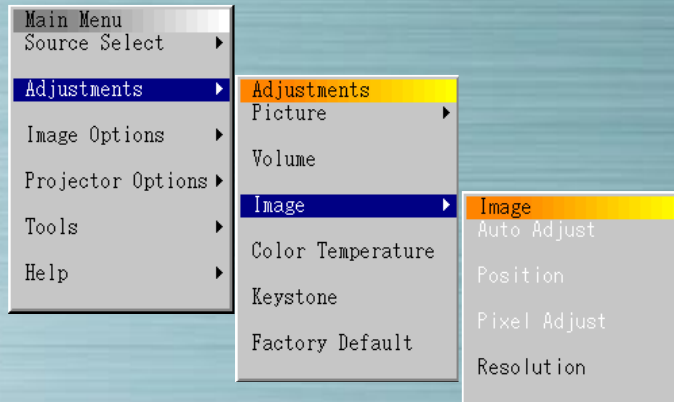 Main Menu
Source Select
Adjustments
Image Options
Projector Options
Tools
Help
Adjustments
Picture
Volume
Image
Color Temperature
Keystone
Factory Default
Image
Auto Adjust
Position
Pixel Adjust
Resolution